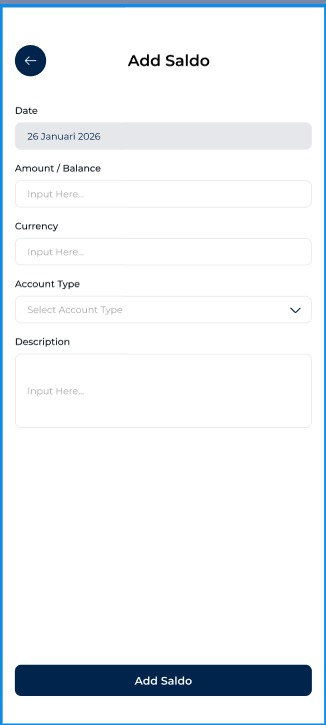 Add Saldo
Date
26 Januari 2026
Amount / Balance
Input Here...
Currency
Input Here...
Account Type
Select Account Type
Description
Input Here...
Add Saldo